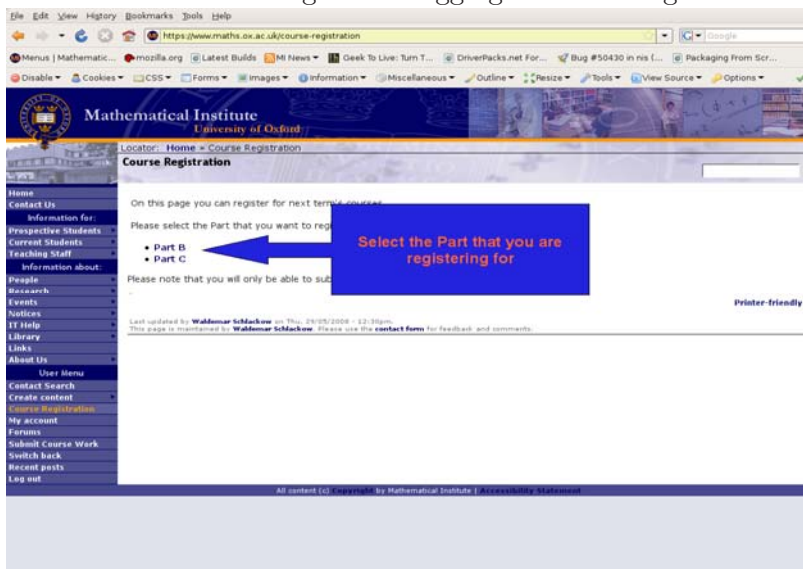 File Edit View History Bookmarks Tools Help
https://www.maths.ox.ac.uk/course-registration
Google
Menus | Mathematic... mozilla.org Latest Builds MI News Geek To Live: Turn T... DriverPacks.net For... Bug #50430 in nis (... Packaging From Scr...
Disable Cookies CSS Forms Images Information Miscellaneous Outline Resize Tools View Source Options
Mathematical Institute
University of Oxford
Locator: Home » Course Registration
Course Registration
On this page you can register for next term's courses
Please select the Part that you want to
• Part B
• Part C
Please note that you will only be able to
Select the Part that you are
registering for
Printer-friendly
Last updated by Waldemar Schlackow on Thu, 29/05/2008 - 12:30pm.
This page is maintained by Waldemar Schlackow. Please use the contact form for feedback and comments.
Home
Contact Us
Information for:
Prospective Students
Current Students
Teaching Staff
Information about:
People
Research
Events
Notices
IT Help
Library
Links
About Us
User Menu
Contact Search
Create content
Course Registration
My account
Forums
Submit Course Work
Switch back
Recent posts
Log out
All content (c) Copyright by Mathematical Institute | Accessibility Statement